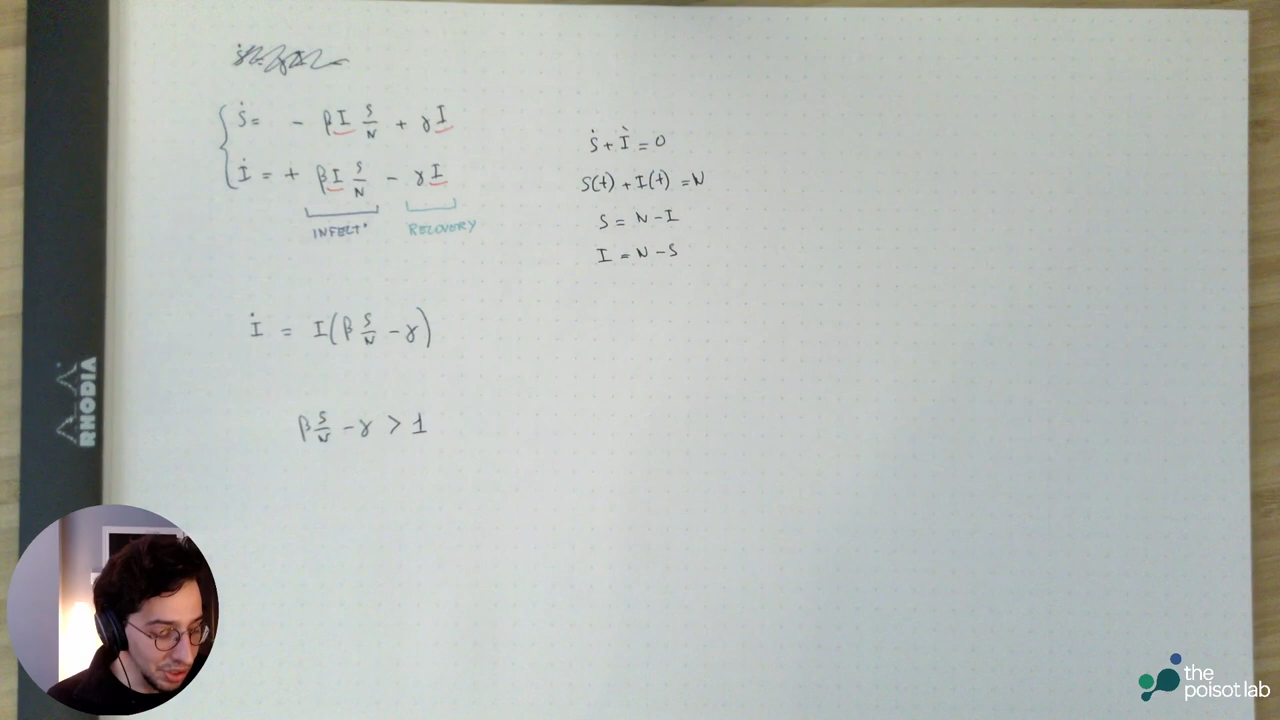 Ṡ = - βI S/N + γI
İ = + βI S/N - γI
INFECT° RECOVERY
Ṡ + İ = 0
S(t) + I(t) = N
S = N - I
I = N - S
İ = I(β S/N - γ)
β S/N - γ > 1
RHODIA
the
poisot lab